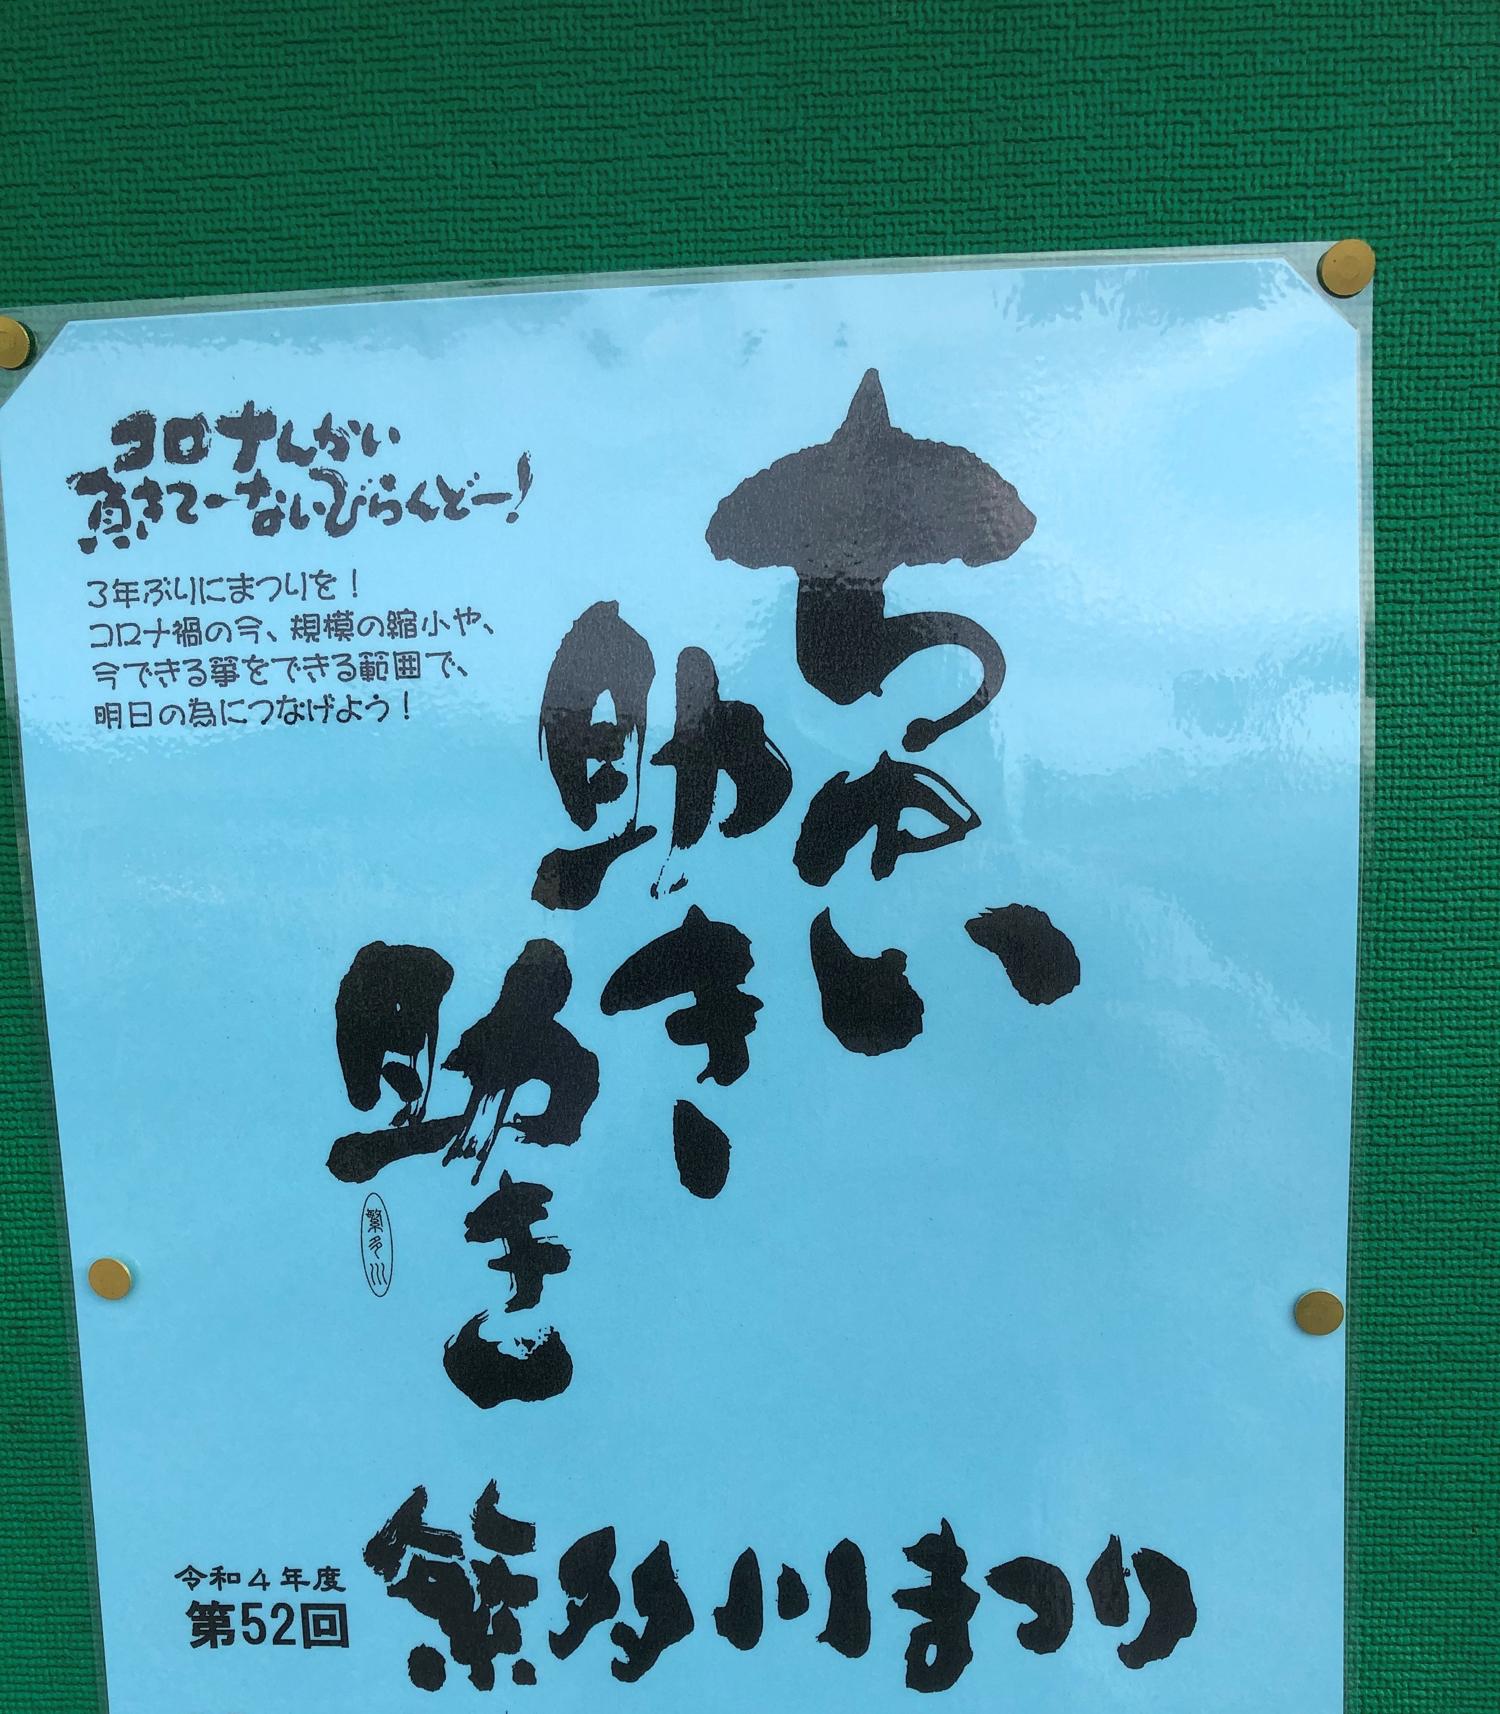 コロナんかい
負きてーないびらんどー!
3年ぶりにまつりを!
コロナ禍の今、規模の縮小や、
今できる事をできる範囲で、
明日の為につなげよう!
ちゅい
助き
助き
繁多川
令和4年度
第52回
繁多川まつり